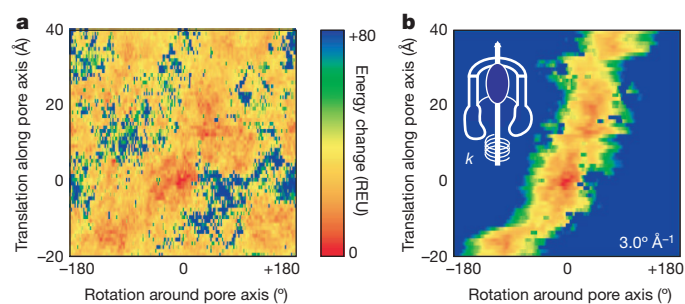 a
Translation along pore axis (Å)
40
20
0
–20
–180
0
+180
Rotation around pore axis (º)
+80
Energy change (REU)
0
b
Translation along pore axis (Å)
40
20
0
–20
k
3.0º Å–1
–180
0
+180
Rotation around pore axis (º)